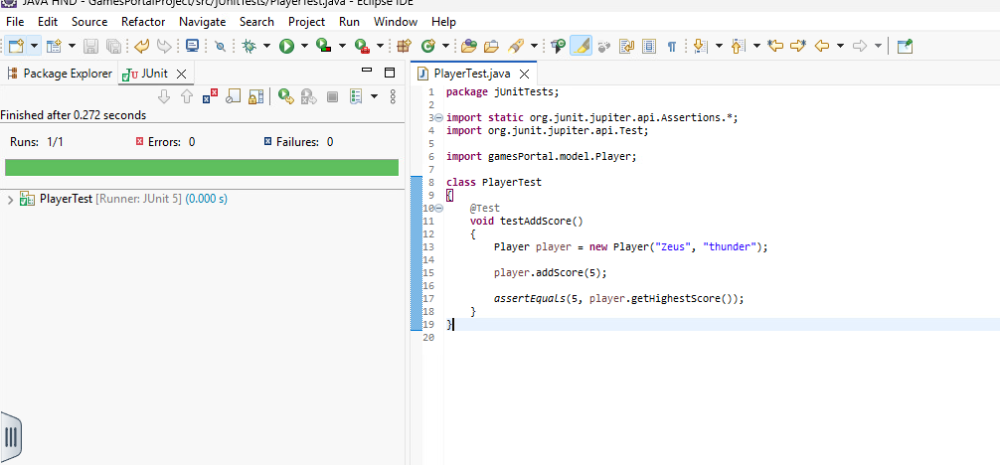 JAVA HND - GamesPortalProject/src/jUnitTests/PlayerTest.java - Eclipse IDE
File Edit Source Refactor Navigate Search Project Run Window Help
Package Explorer JUnit
Finished after 0.272 seconds
Runs: 1/1 Errors: 0 Failures: 0
PlayerTest [Runner: JUnit 5] (0.000 s)
PlayerTest.java
1 package jUnitTests;
2
3 import static org.junit.jupiter.api.Assertions.*;
4 import org.junit.jupiter.api.Test;
5
6 import gamesPortal.model.Player;
7
8 class PlayerTest
9 {
10 @Test
11 void testAddScore()
12 {
13 Player player = new Player("Zeus", "thunder");
14
15 player.addScore(5);
16
17 assertEquals(5, player.getHighestScore());
18 }
19 }
20